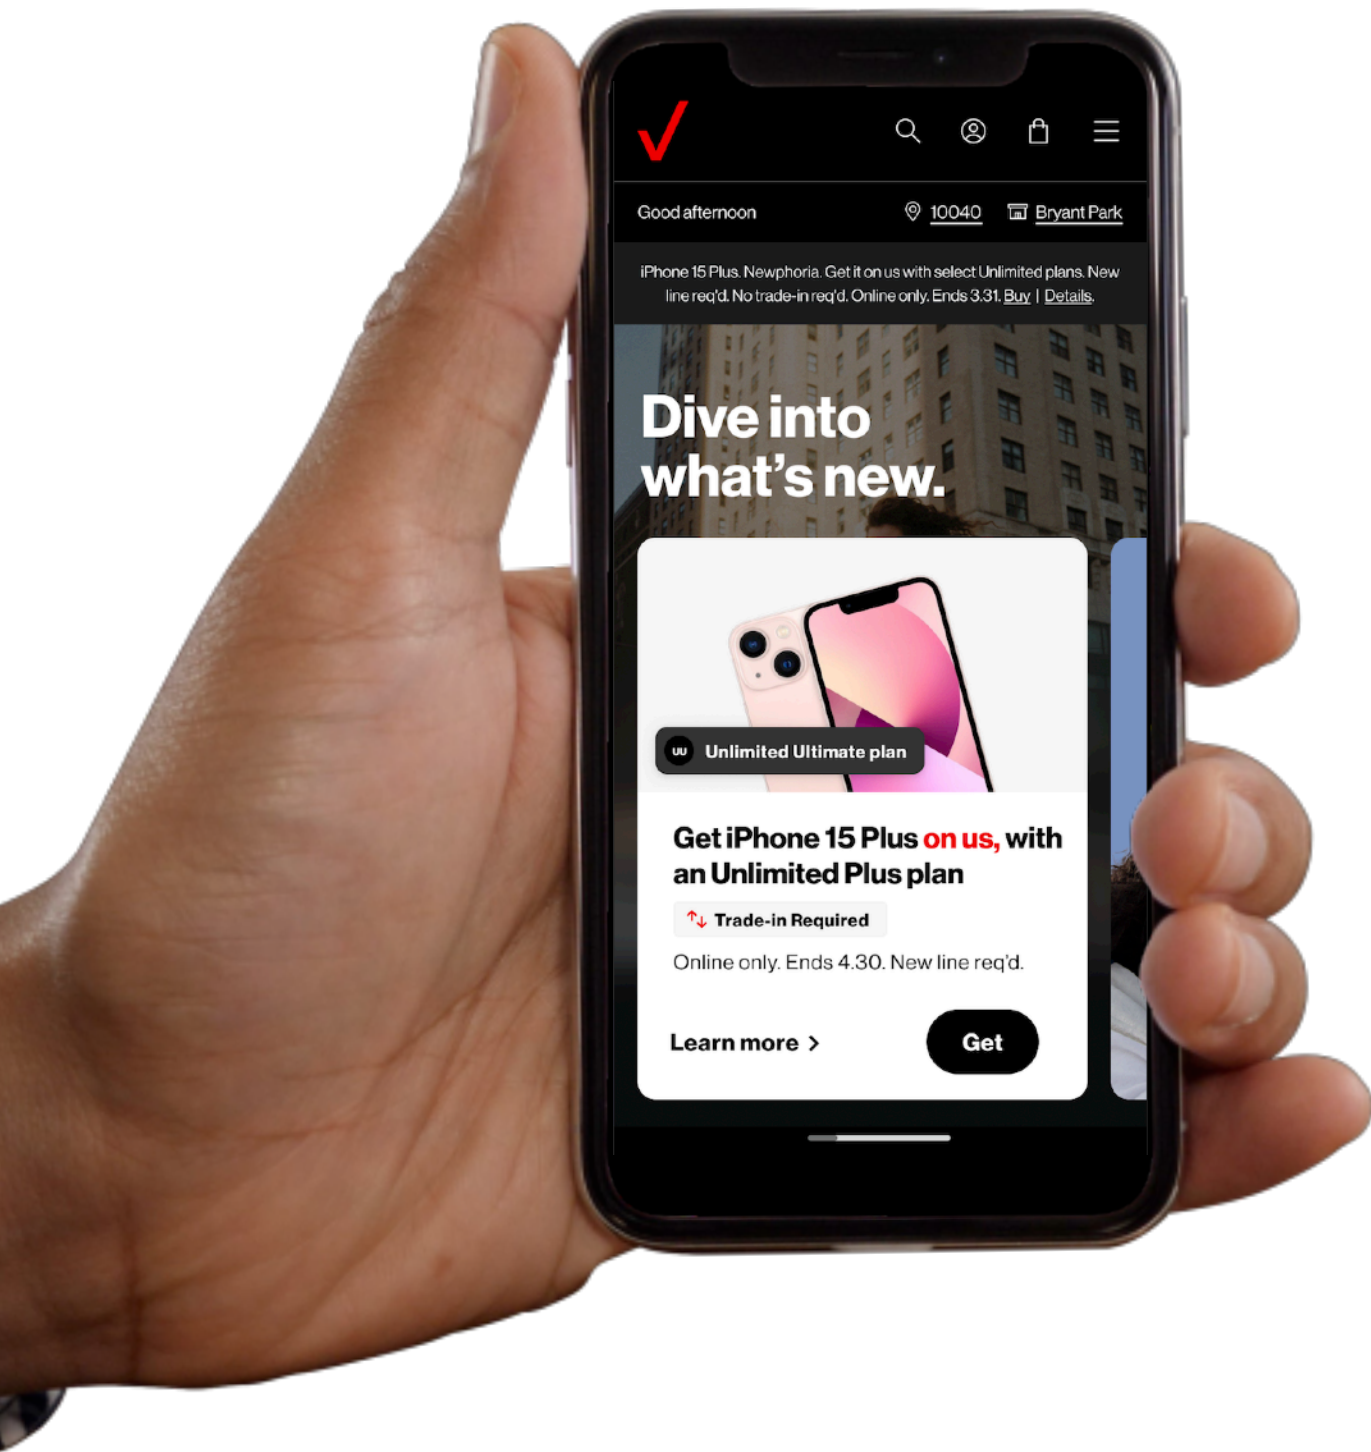 Good afternoon
10040
Bryant Park
iPhone 15 Plus. Newphoria. Get it on us with select Unlimited plans. New
line req'd. No trade-in req'd. Online only. Ends 3.31. Buy | Details.
Dive into
what's new.
UU Unlimited Ultimate plan
Get iPhone 15 Plus on us, with
an Unlimited Plus plan
Trade-in Required
Online only. Ends 4.30. New line req'd.
Learn more >
Get